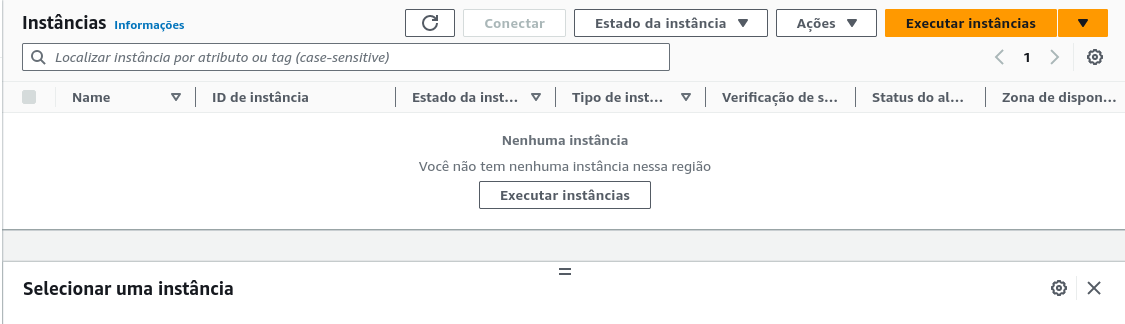 Instâncias Informações Conectar Estado da instância Ações Executar instâncias
Localizar instância por atributo ou tag (case-sensitive) 1
Name ID de instância Estado da inst... Tipo de inst... Verificação de s... Status do al... Zona de dispon...
Nenhuma instância
Você não tem nenhuma instância nessa região
Executar instâncias
Selecionar uma instância